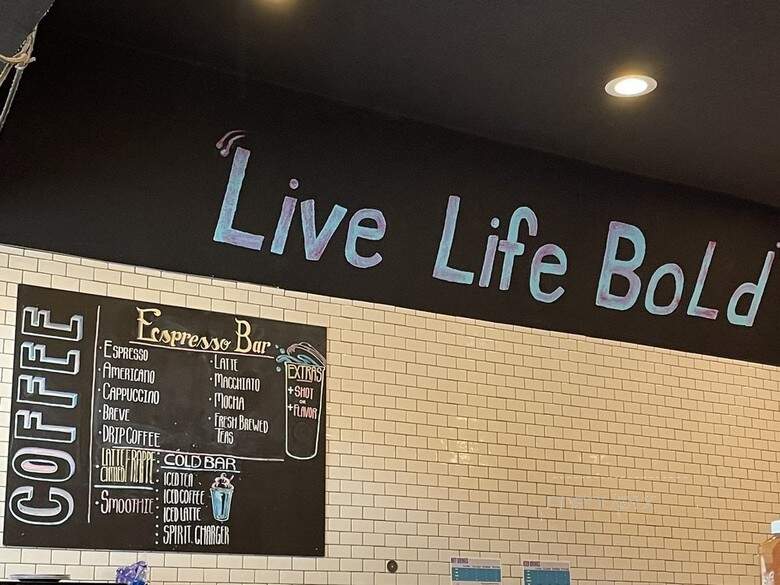 "Live Life Bold
COFFEE
Espresso Bar
· ESPRESSO
· AMERICANO
· CAPPUCCINO
· BREVE
· DRIP COFFEE
· LATTE
· MACCHIATO
· MOCHA
· FRESH BREWED
TEAS
EXTRAS
+ SHOT
OR
+ FLAVOR
LATTE FRAPPE
· SMOOTHIE
COLD BAR
· ICED TEA
· ICED COFFEE
· ICED LATTE
· SPIRIT CHARGER